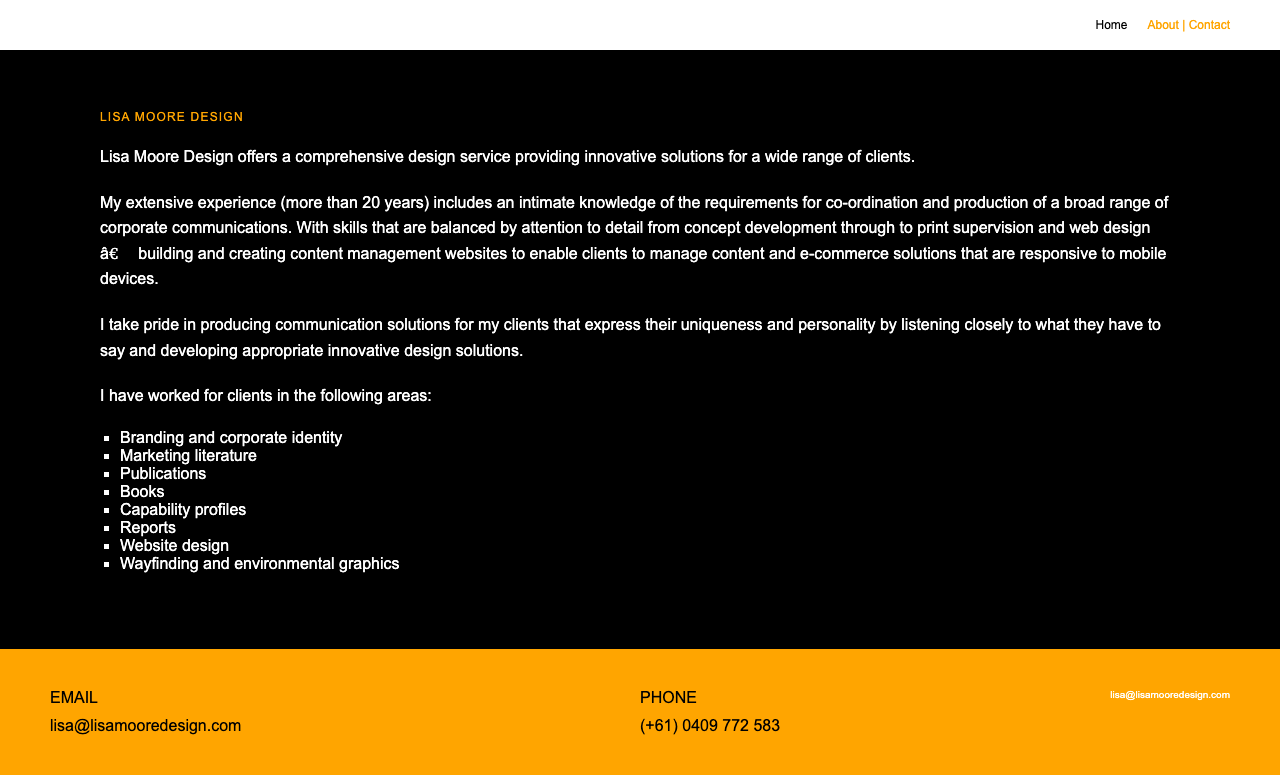 Home About | Contact
LISA MOORE DESIGN
Lisa Moore Design offers a comprehensive design service providing innovative solutions for a wide range of clients.
My extensive experience (more than 20 years) includes an intimate knowledge of the requirements for co-ordination and production of a broad range of
corporate communications. With skills that are balanced by attention to detail from concept development through to print supervision and web design
â€ building and creating content management websites to enable clients to manage content and e-commerce solutions that are responsive to mobile
devices.
I take pride in producing communication solutions for my clients that express their uniqueness and personality by listening closely to what they have to
say and developing appropriate innovative design solutions.
I have worked for clients in the following areas:
Branding and corporate identity
Marketing literature
Publications
Books
Capability profiles
Reports
Website design
Wayfinding and environmental graphics
EMAIL
lisa@lisamooredesign.com
PHONE
(+61) 0409 772 583
lisa@lisamooredesign.com